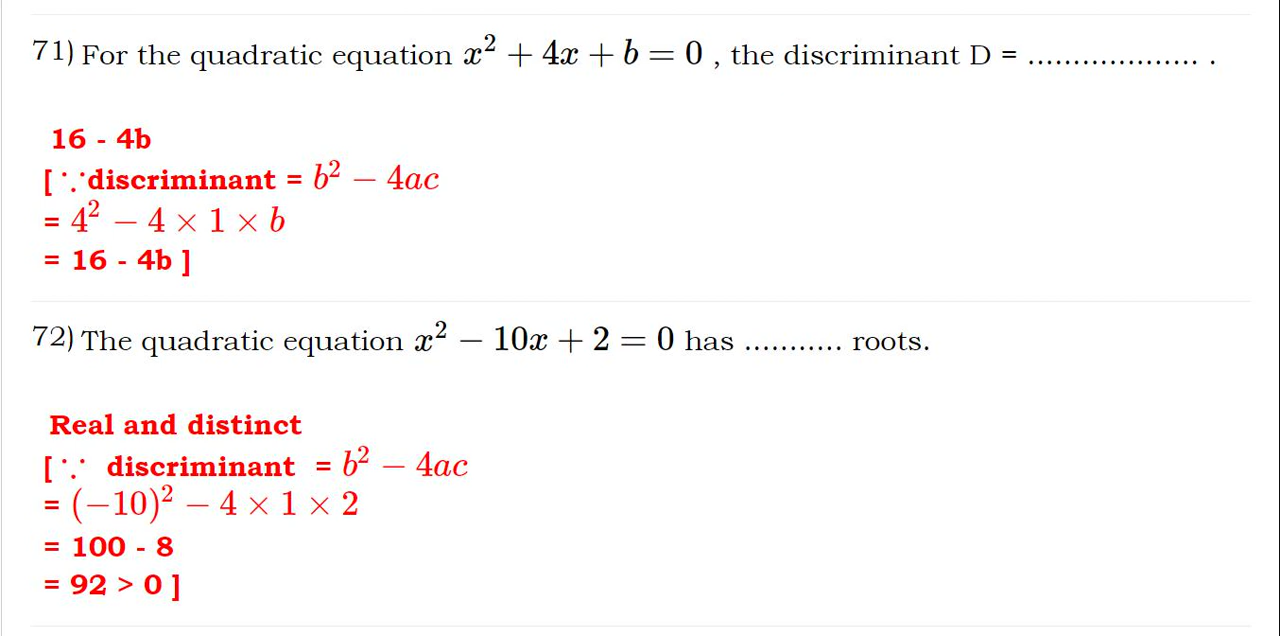 71) For the quadratic equation x² + 4x + b = 0 , the discriminant D = ................... .
16 - 4b
[ ∵ discriminant = b² − 4ac
= 4² − 4 × 1 × b
= 16 - 4b ]
72) The quadratic equation x² − 10x + 2 = 0 has ........... roots.
Real and distinct
[ ∵ discriminant = b² − 4ac
= (−10)² − 4 × 1 × 2
= 100 - 8
= 92 > 0 ]